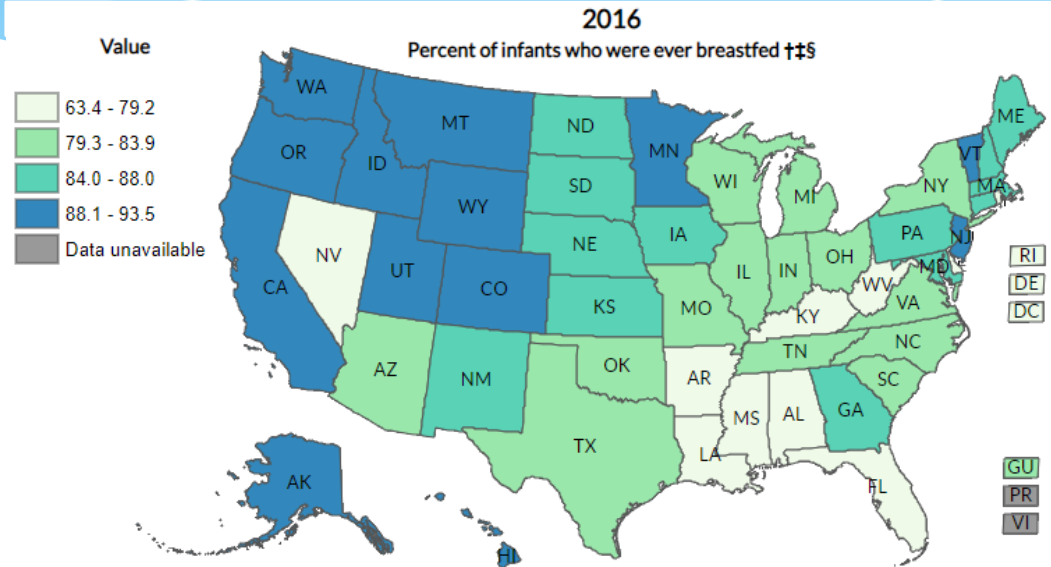 2016
Percent of infants who were ever breastfed †‡§
Value
63.4 - 79.2
79.3 - 83.9
84.0 - 88.0
88.1 - 93.5
Data unavailable
WA
MT
ND
MN
ME
OR
ID
SD
WI
MI
VT
NY
MA
WY
NE
IA
PA
NJ
NV
UT
CO
IL
IN
OH
MD
RI
CA
KS
MO
WV
VA
DE
KY
DC
AZ
NM
OK
TN
NC
AR
SC
MS
AL
GA
TX
LA
AK
FL
GU
PR
VI
HI